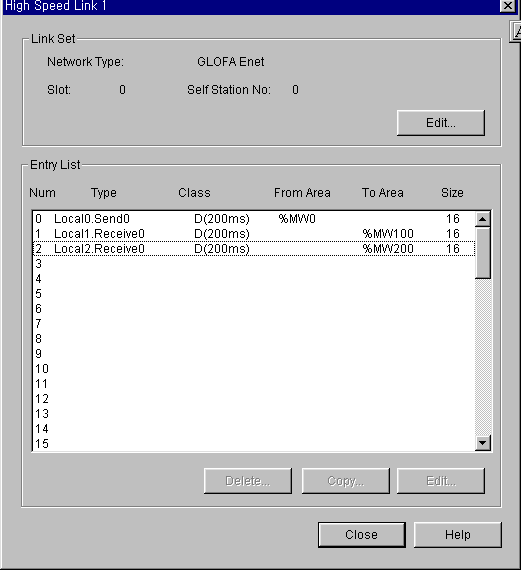 High Speed Link 1
Link Set
Network Type: GLOFA Enet
Slot: 0 Self Station No: 0
Edit...
Entry List
Num Type Class From Area To Area Size
0 Local0.Send0 D(200ms) %MW0 16
1 Local1.Receive0 D(200ms) %MW100 16
2 Local2.Receive0 D(200ms) %MW200 16
3
4
5
6
7
8
9
10
11
12
13
14
15
Delete... Copy... Edit...
Close Help